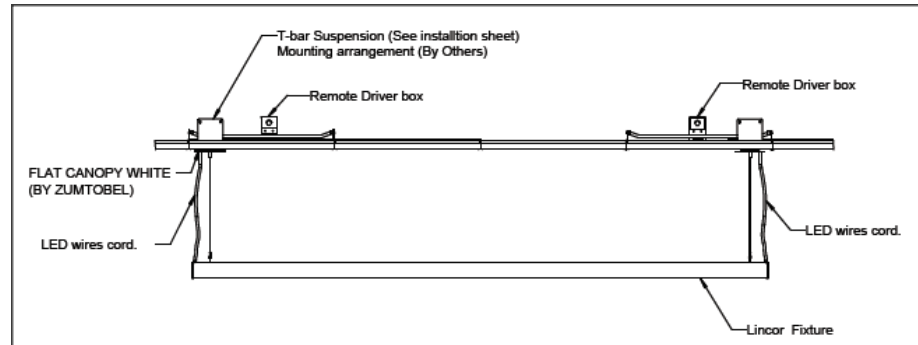 T-bar Suspension (See installtion sheet)
Mounting arrangement (By Others)
Remote Driver box
Remote Driver box
FLAT CANOPY WHITE
(BY ZUMTOBEL)
LED wires cord.
LED wires cord.
Lincor Fixture